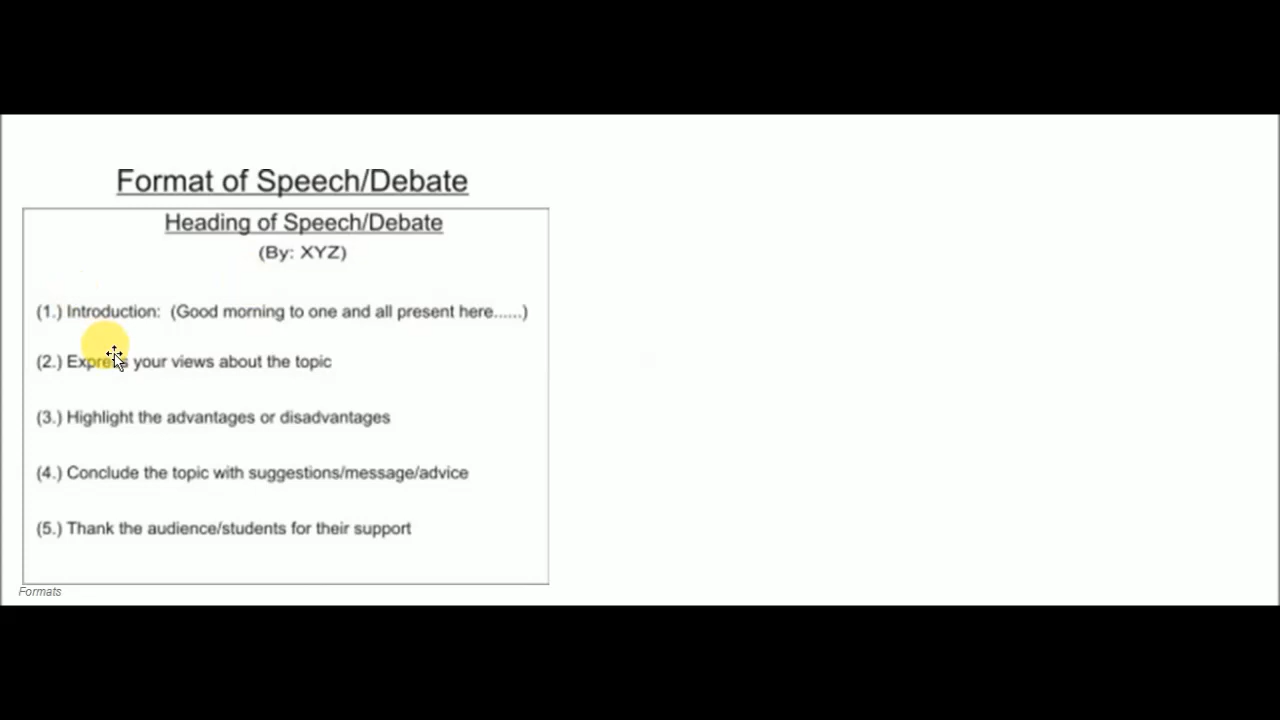 Format of Speech/Debate
Heading of Speech/Debate
(By: XYZ)
(1.) Introduction: (Good morning to one and all present here......)
(2.) Express your views about the topic
(3.) Highlight the advantages or disadvantages
(4.) Conclude the topic with suggestions/message/advice
(5.) Thank the audience/students for their support
Formats